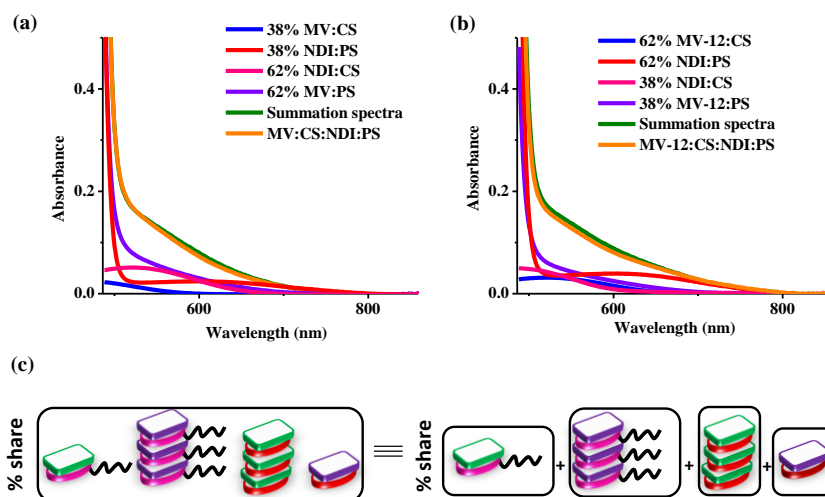 (a)
38% MV:CS
38% NDI:PS
62% NDI:CS
62% MV:PS
Summation spectra
MV:CS:NDI:PS
Absorbance
0.4
0.2
0.0
600
800
Wavelength (nm)
(b)
62% MV-12:CS
62% NDI:PS
38% NDI:CS
38% MV-12:PS
Summation spectra
MV-12:CS:NDI:PS
Absorbance
0.4
0.2
0.0
600
800
Wavelength (nm)
(c)
% share
% share
+
+
+